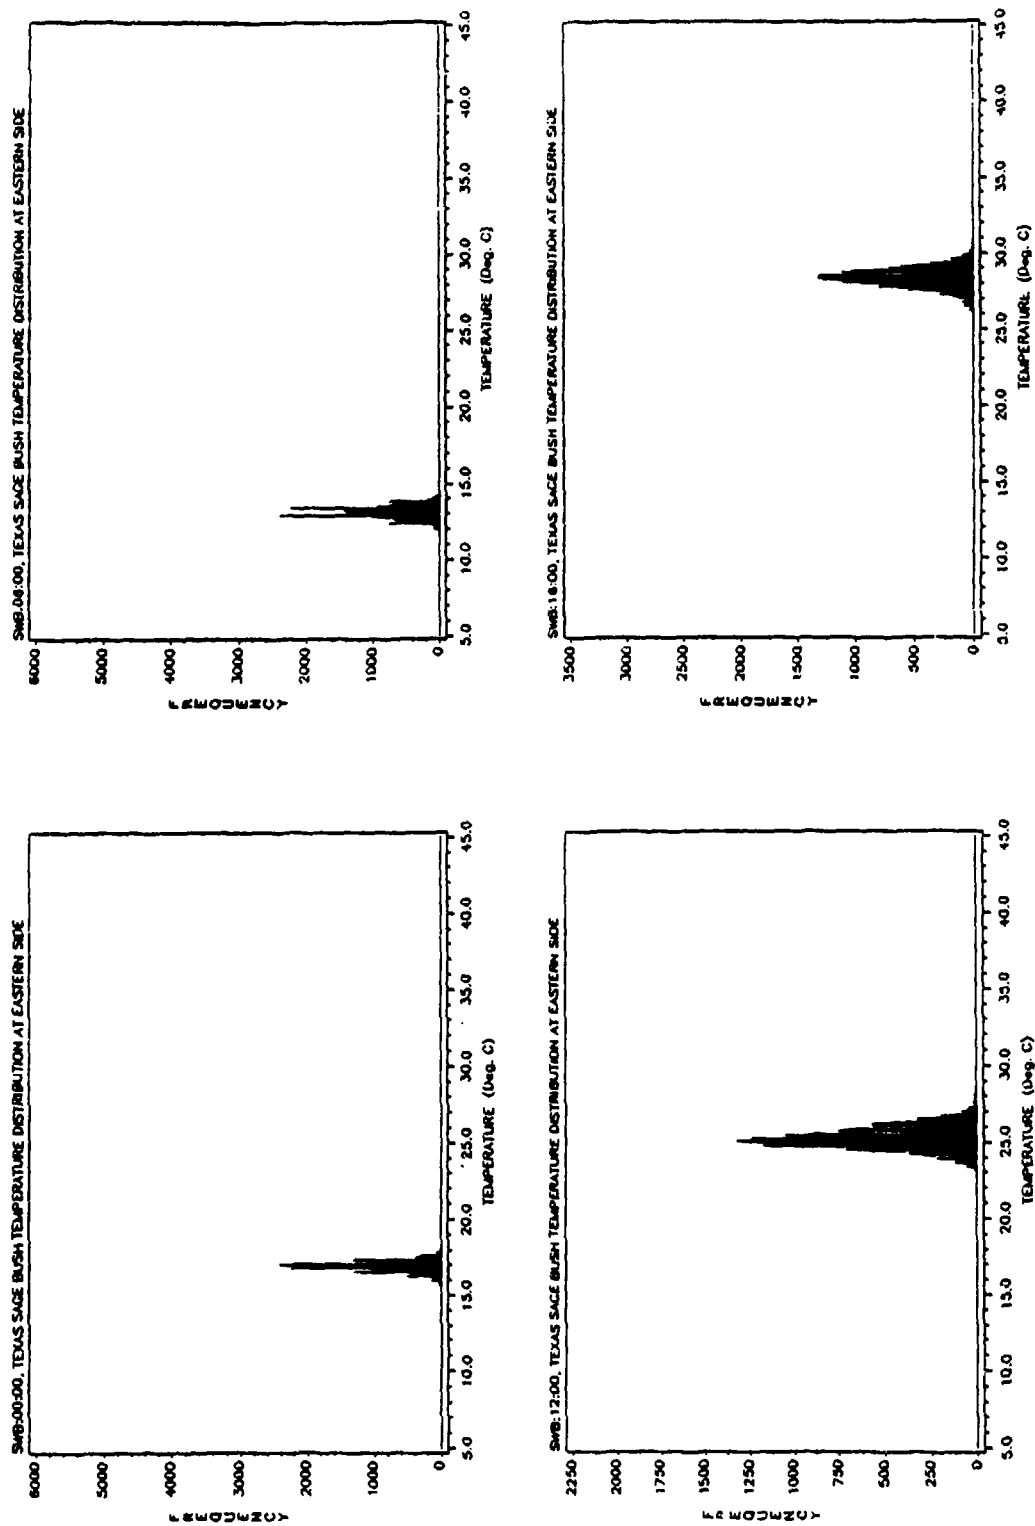 SWB:00:00, TEXAS SAGE BUSH TEMPERATURE DISTRIBUTION AT EASTERN SIDE
6000
5000
4000
3000
2000
1000
0
FREQUENCY
5.0 10.0 15.0 20.0 25.0 30.0 35.0 40.0 45.0
TEMPERATURE (Deg. C)
SWB:06:00, TEXAS SAGE BUSH TEMPERATURE DISTRIBUTION AT EASTERN SIDE
6000
5000
4000
3000
2000
1000
0
FREQUENCY
5.0 10.0 15.0 20.0 25.0 30.0 35.0 40.0 45.0
TEMPERATURE (Deg. C)
SWB:12:00, TEXAS SAGE BUSH TEMPERATURE DISTRIBUTION AT EASTERN SIDE
2250
2000
1750
1500
1250
1000
750
500
250
0
FREQUENCY
5.0 10.0 15.0 20.0 25.0 30.0 35.0 40.0 45.0
TEMPERATURE (Deg. C)
SWB:18:00, TEXAS SAGE BUSH TEMPERATURE DISTRIBUTION AT EASTERN SIDE
3500
3000
2500
2000
1500
1000
500
0
FREQUENCY
5.0 10.0 15.0 20.0 25.0 30.0 35.0 40.0 45.0
TEMPERATURE (Deg. C)